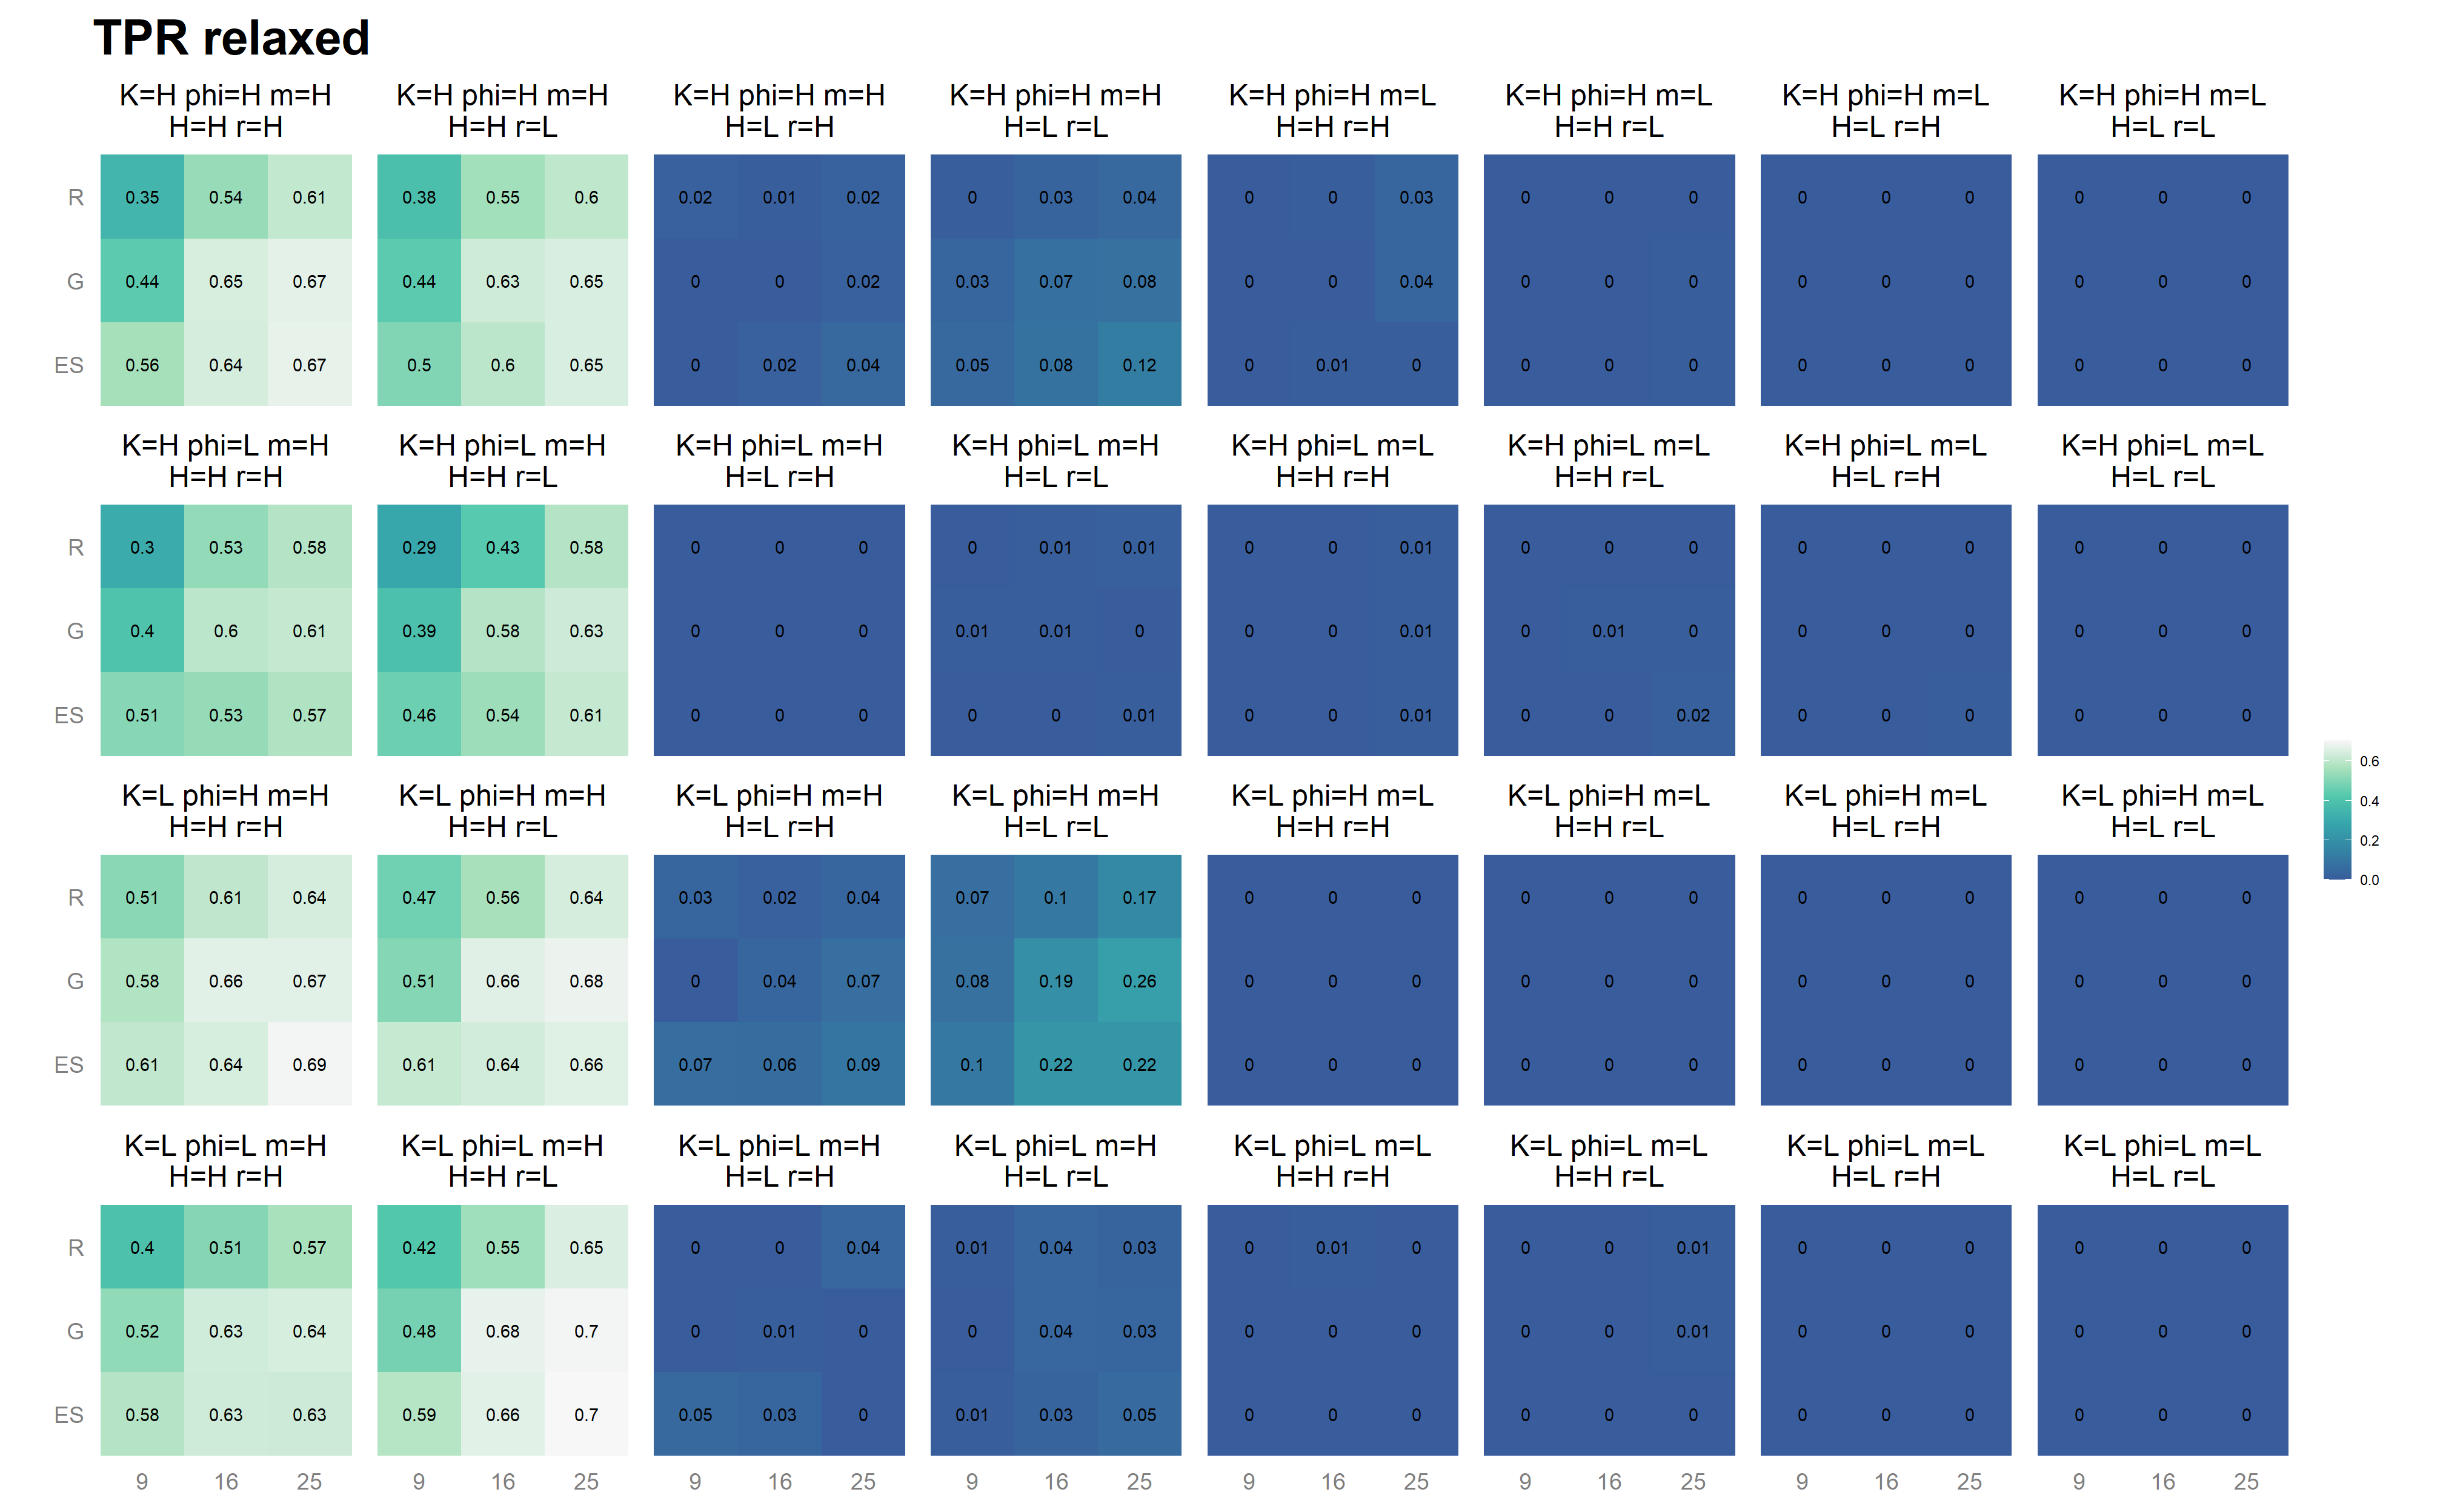 TPR relaxed
K=H phi=H m=H K=H phi=H m=H K=H phi=H m=H K=H phi=H m=H K=H phi=H m=L K=H phi=H m=L K=H phi=H m=L K=H phi=H m=L
H=H r=H H=H r=L H=L r=H H=L r=L H=H r=H H=H r=L H=L r=H H=L r=L
R 0.35 0.54 0.61 0.38 0.55 0.6 0.02 0.01 0.02 0 0.03 0.04 0 0 0.03 0 0 0 0 0 0 0 0 0
G 0.44 0.65 0.67 0.44 0.63 0.65 0 0 0.02 0.03 0.07 0.08 0 0 0.04 0 0 0 0 0 0 0 0 0
ES 0.56 0.64 0.67 0.5 0.6 0.65 0 0.02 0.04 0.05 0.08 0.12 0 0.01 0 0 0 0 0 0 0 0 0 0
K=H phi=L m=H K=H phi=L m=H K=H phi=L m=H K=H phi=L m=H K=H phi=L m=L K=H phi=L m=L K=H phi=L m=L K=H phi=L m=L
H=H r=H H=H r=L H=L r=H H=L r=L H=H r=H H=H r=L H=L r=H H=L r=L
R 0.3 0.53 0.58 0.29 0.43 0.58 0 0 0 0 0.01 0.01 0 0 0.01 0 0 0 0 0 0 0 0 0
G 0.4 0.6 0.61 0.39 0.58 0.63 0 0 0 0.01 0.01 0 0 0 0.01 0 0.01 0 0 0 0 0 0 0
ES 0.51 0.53 0.57 0.46 0.54 0.61 0 0 0 0 0 0.01 0 0 0.01 0 0 0.02 0 0 0 0 0 0
K=L phi=H m=H K=L phi=H m=H K=L phi=H m=H K=L phi=H m=H K=L phi=H m=L K=L phi=H m=L K=L phi=H m=L K=L phi=H m=L
H=H r=H H=H r=L H=L r=H H=L r=L H=H r=H H=H r=L H=L r=H H=L r=L
R 0.51 0.61 0.64 0.47 0.56 0.64 0.03 0.02 0.04 0.07 0.1 0.17 0 0 0 0 0 0 0 0 0 0 0 0
G 0.58 0.66 0.67 0.51 0.66 0.68 0 0.04 0.07 0.08 0.19 0.26 0 0 0 0 0 0 0 0 0 0 0 0
ES 0.61 0.64 0.69 0.61 0.64 0.66 0.07 0.06 0.09 0.1 0.22 0.22 0 0 0 0 0 0 0 0 0 0 0 0
K=L phi=L m=H K=L phi=L m=H K=L phi=L m=H K=L phi=L m=H K=L phi=L m=L K=L phi=L m=L K=L phi=L m=L K=L phi=L m=L
H=H r=H H=H r=L H=L r=H H=L r=L H=H r=H H=H r=L H=L r=H H=L r=L
R 0.4 0.51 0.57 0.42 0.55 0.65 0 0 0.04 0.01 0.04 0.03 0 0.01 0 0 0 0.01 0 0 0 0 0 0
G 0.52 0.63 0.64 0.48 0.68 0.7 0 0.01 0 0 0.04 0.03 0 0 0 0 0 0.01 0 0 0 0 0 0
ES 0.58 0.63 0.63 0.59 0.66 0.7 0.05 0.03 0 0.01 0.03 0.05 0 0 0 0 0 0 0 0 0 0 0 0
9 16 25 9 16 25 9 16 25 9 16 25 9 16 25 9 16 25 9 16 25 9 16 25
0.6
0.4
0.2
0.0